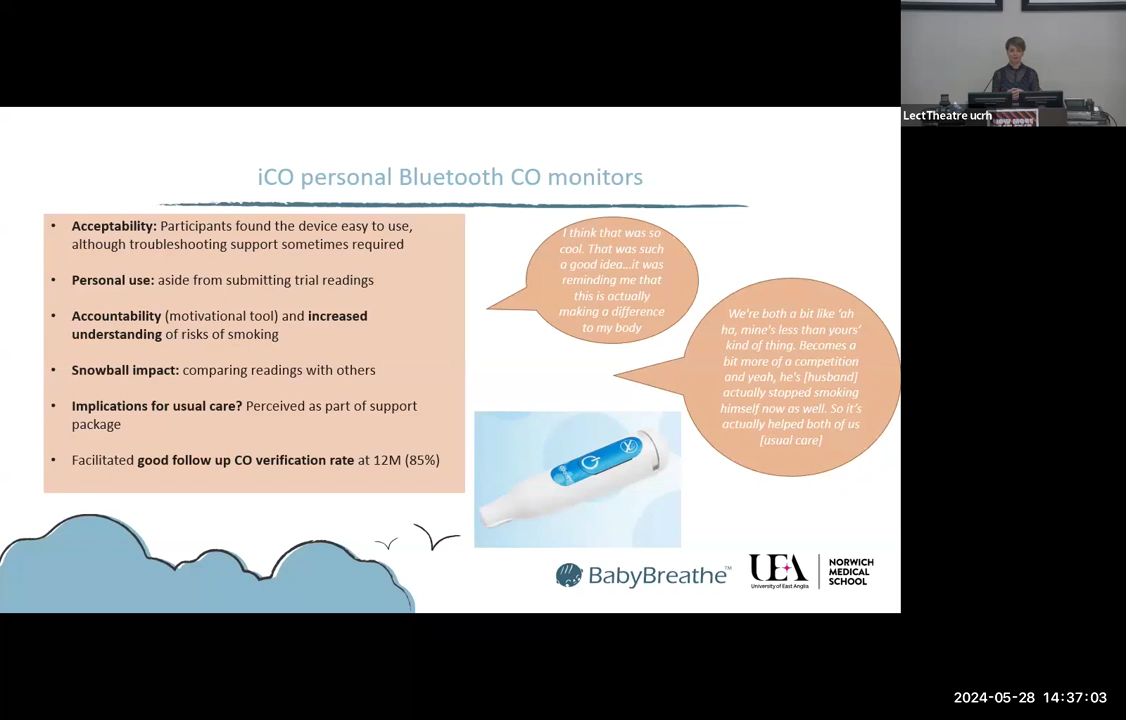 LectTheatre ucrh
iCO personal Bluetooth CO monitors
• Acceptability: Participants found the device easy to use,
although troubleshooting support sometimes required
• Personal use: aside from submitting trial readings
• Accountability (motivational tool) and increased
understanding of risks of smoking
• Snowball impact: comparing readings with others
• Implications for usual care? Perceived as part of support
package
• Facilitated good follow up CO verification rate at 12M (85%)
I think that was so
cool. That was such
a good idea...it was
reminding me that
this is actually
making a difference
to my body
We're both a bit like 'ah
ha, mine's less than yours'
kind of thing. Becomes a
bit more of a competition
and yeah, he's [husband]
actually stopped smoking
himself now as well. So it's
actually helped both of us
[usual care]
BabyBreathe™
UEA
University of East Anglia
NORWICH
MEDICAL
SCHOOL
2024-05-28 14:37:03